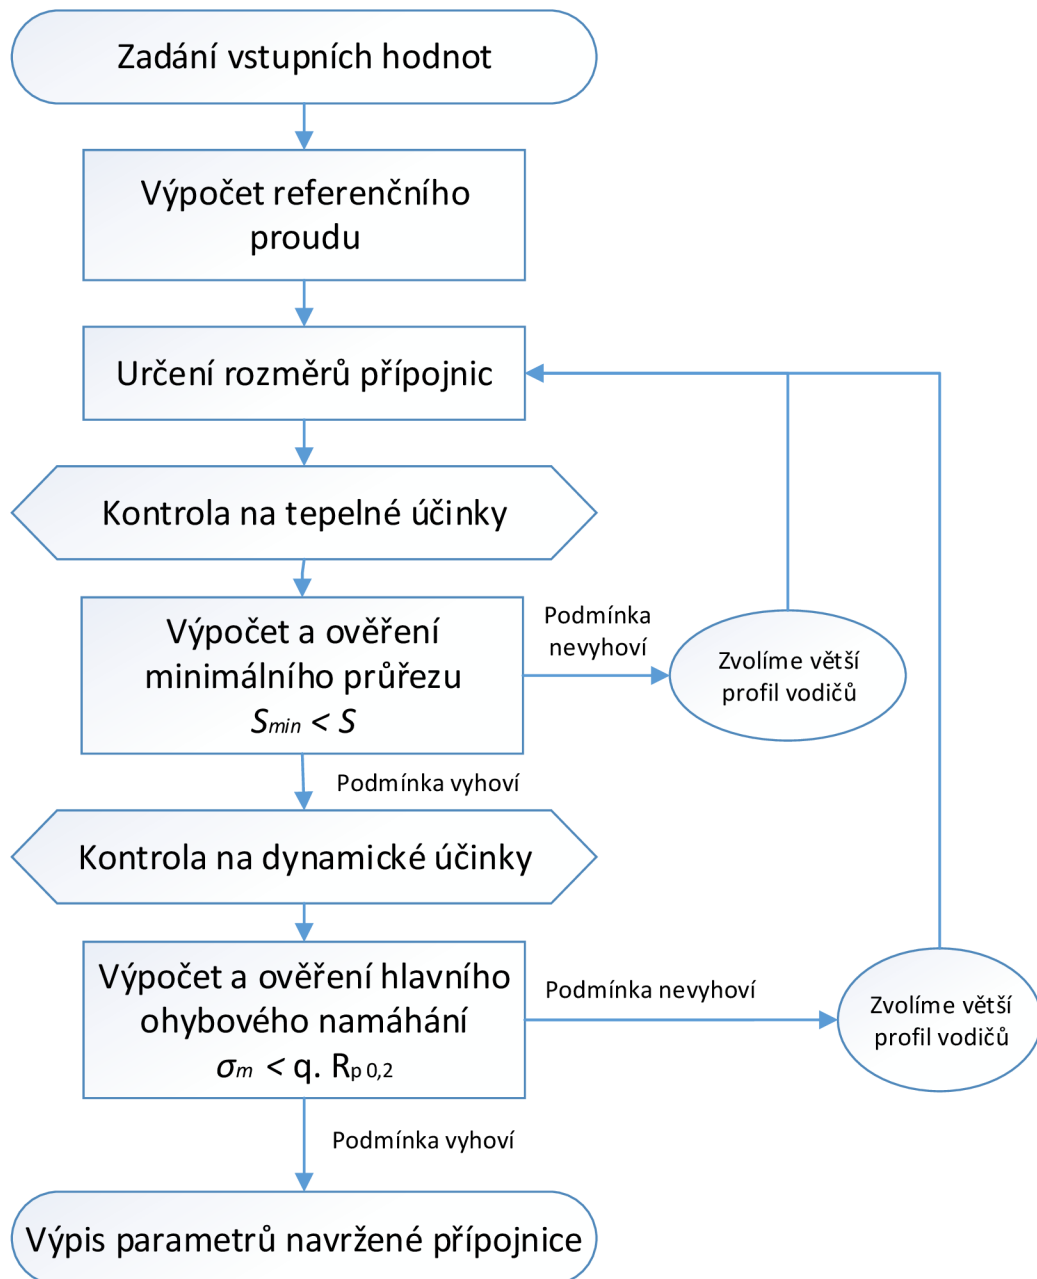 Zadání vstupních hodnot
Výpočet referenčního
proudu
Určení rozměrů přípojnic
Kontrola na tepelné účinky
Výpočet a ověření
minimálního průřezu
Smin < S
Podmínka
nevyhoví
Zvolíme větší
profil vodičů
Podmínka vyhoví
Kontrola na dynamické účinky
Výpočet a ověření hlavního
ohybového namáhání
σm < q. Rp 0,2
Podmínka nevyhoví
Zvolíme větší
profil vodičů
Podmínka vyhoví
Výpis parametrů navržené přípojnice